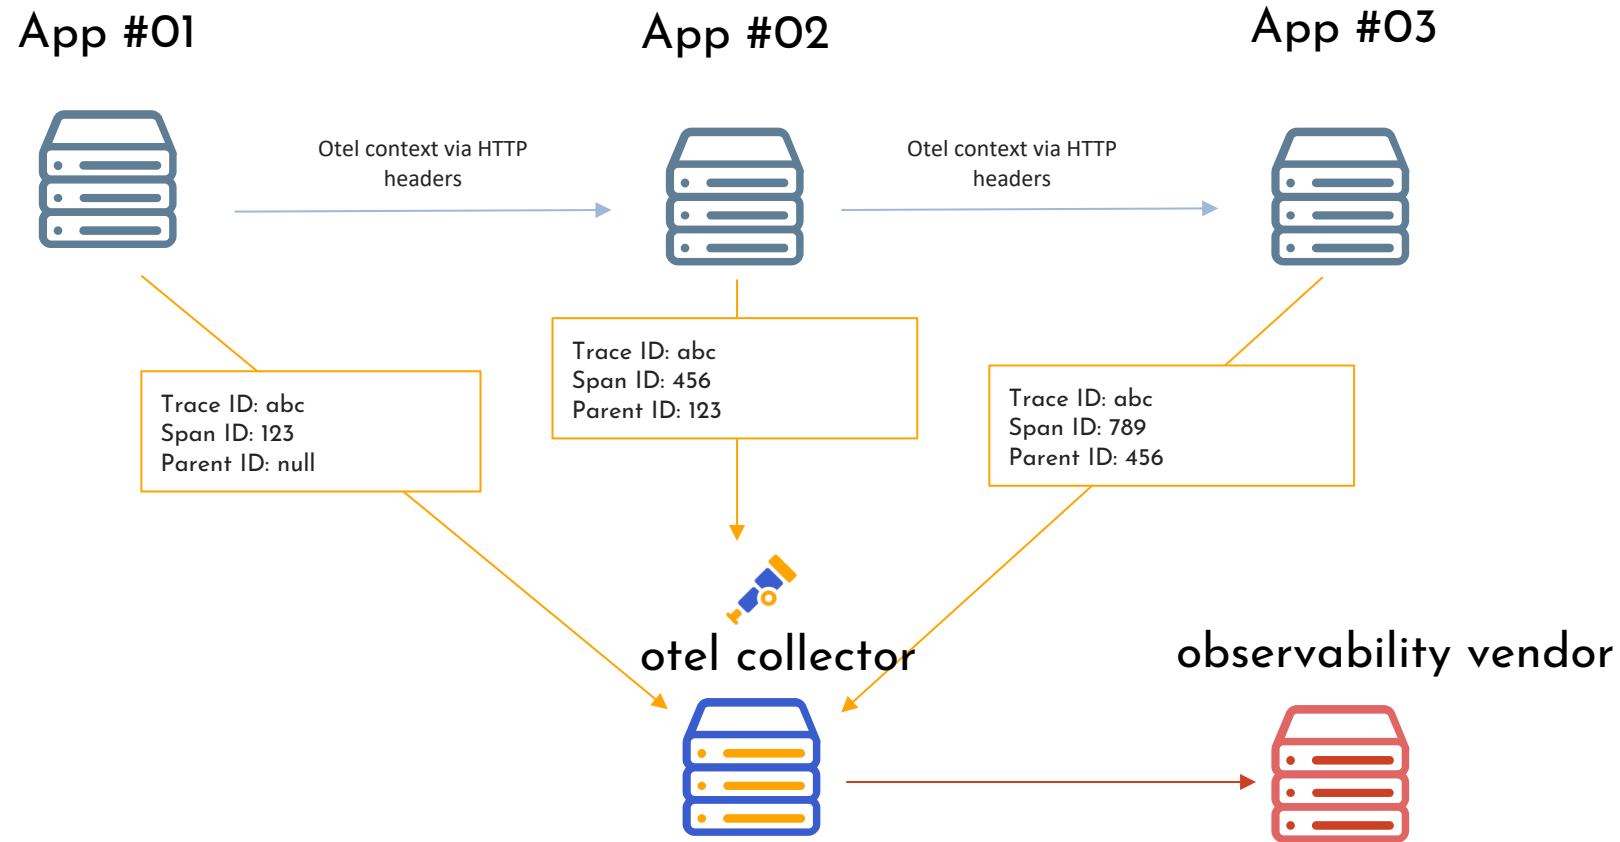 App #01
App #02
App #03
Otel context via HTTP
headers
Otel context via HTTP
headers
Trace ID: abc
Span ID: 123
Parent ID: null
Trace ID: abc
Span ID: 456
Parent ID: 123
Trace ID: abc
Span ID: 789
Parent ID: 456
otel collector
observability vendor